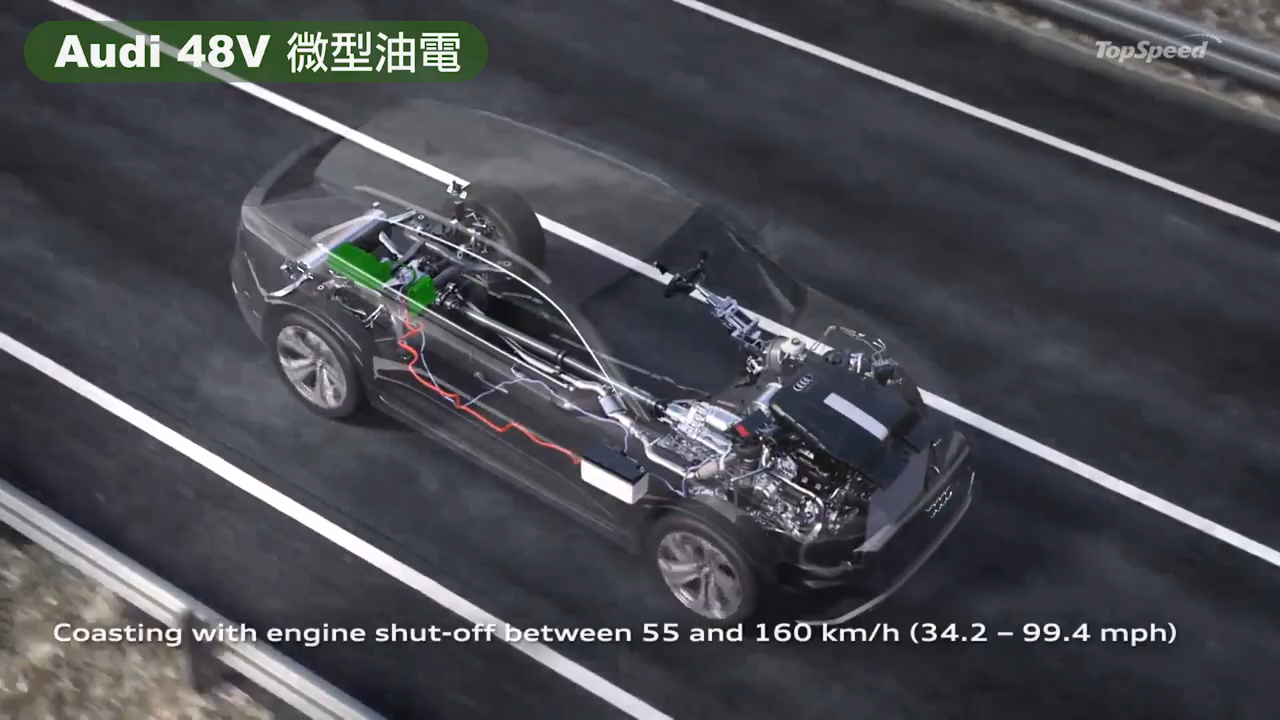 Audi 48V 微型油電
TopSpeed
Coasting with engine shut-off between 55 and 160 km/h (34.2 – 99.4 mph)